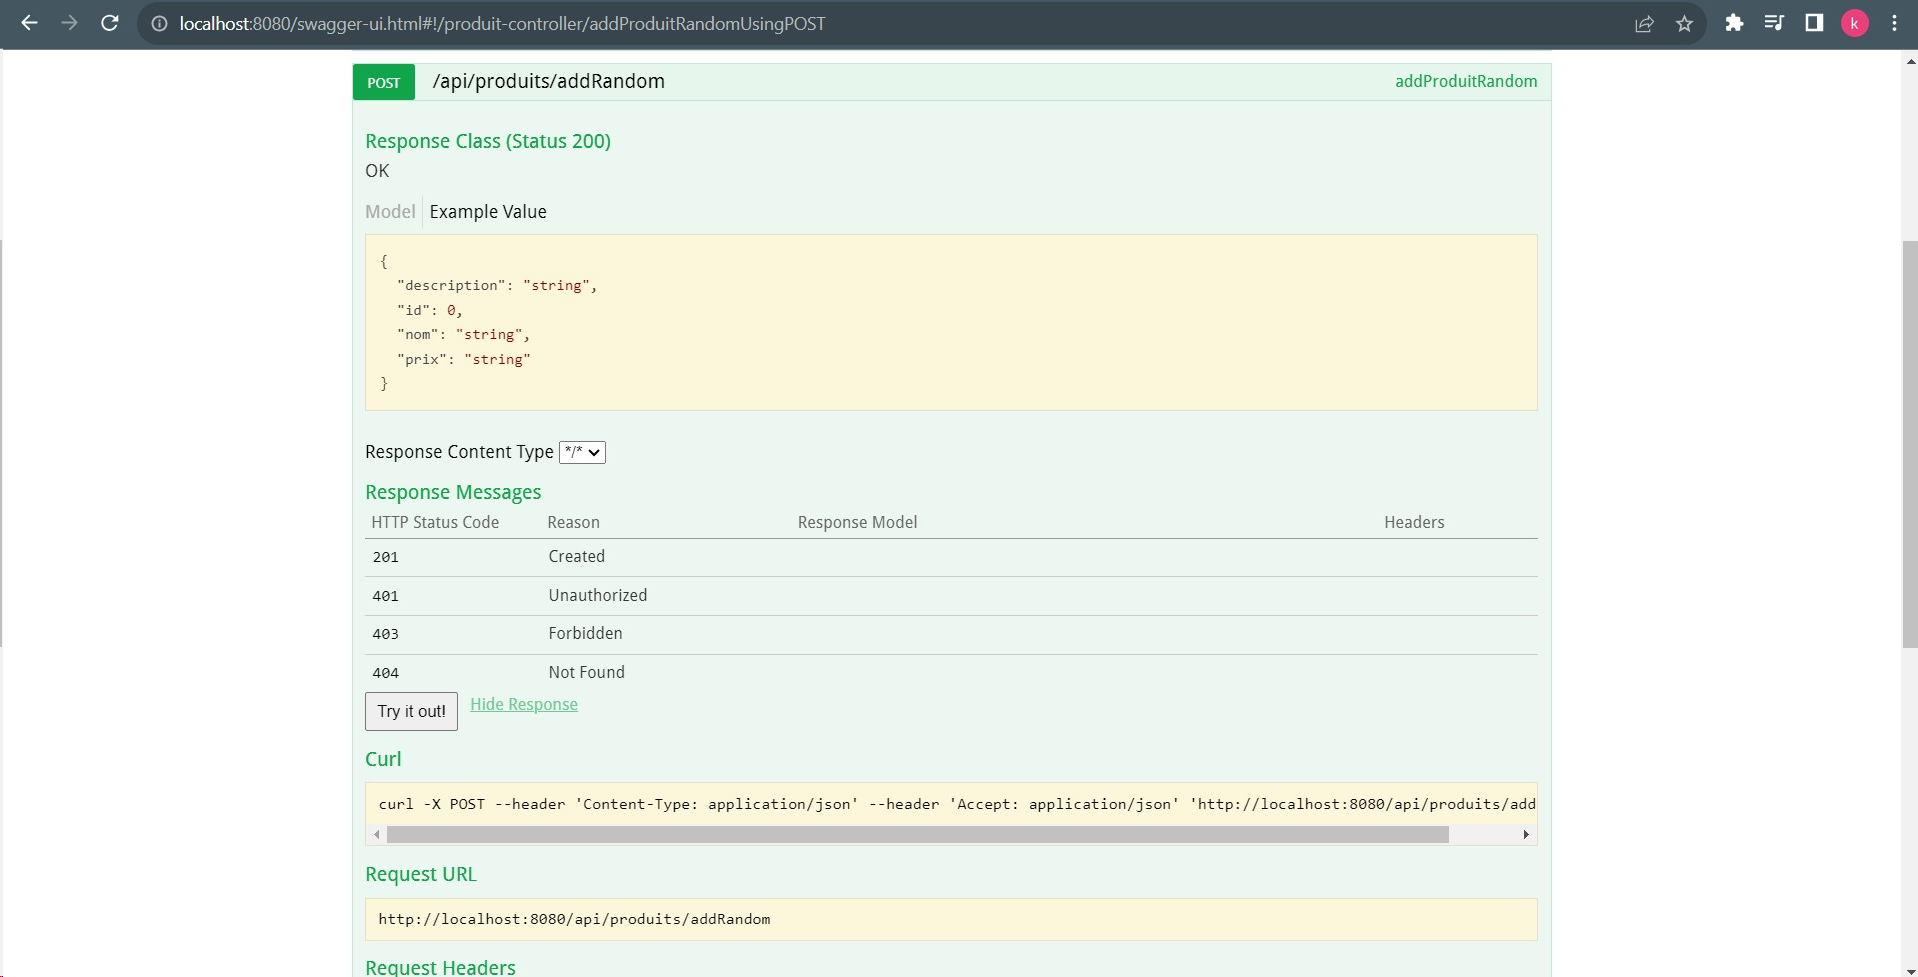 localhost:8080/swagger-ui.html#!/produit-controller/addProduitRandomUsingPOST
k
POST /api/produits/addRandom addProduitRandom
Response Class (Status 200)
OK
Model Example Value
{
"description": "string",
"id": 0,
"nom": "string",
"prix": "string"
}
Response Content Type */*
Response Messages
HTTP Status Code Reason Response Model Headers
201 Created
401 Unauthorized
403 Forbidden
404 Not Found
Try it out! Hide Response
Curl
curl -X POST --header 'Content-Type: application/json' --header 'Accept: application/json' 'http://localhost:8080/api/produits/add
Request URL
http://localhost:8080/api/produits/addRandom
Request Headers